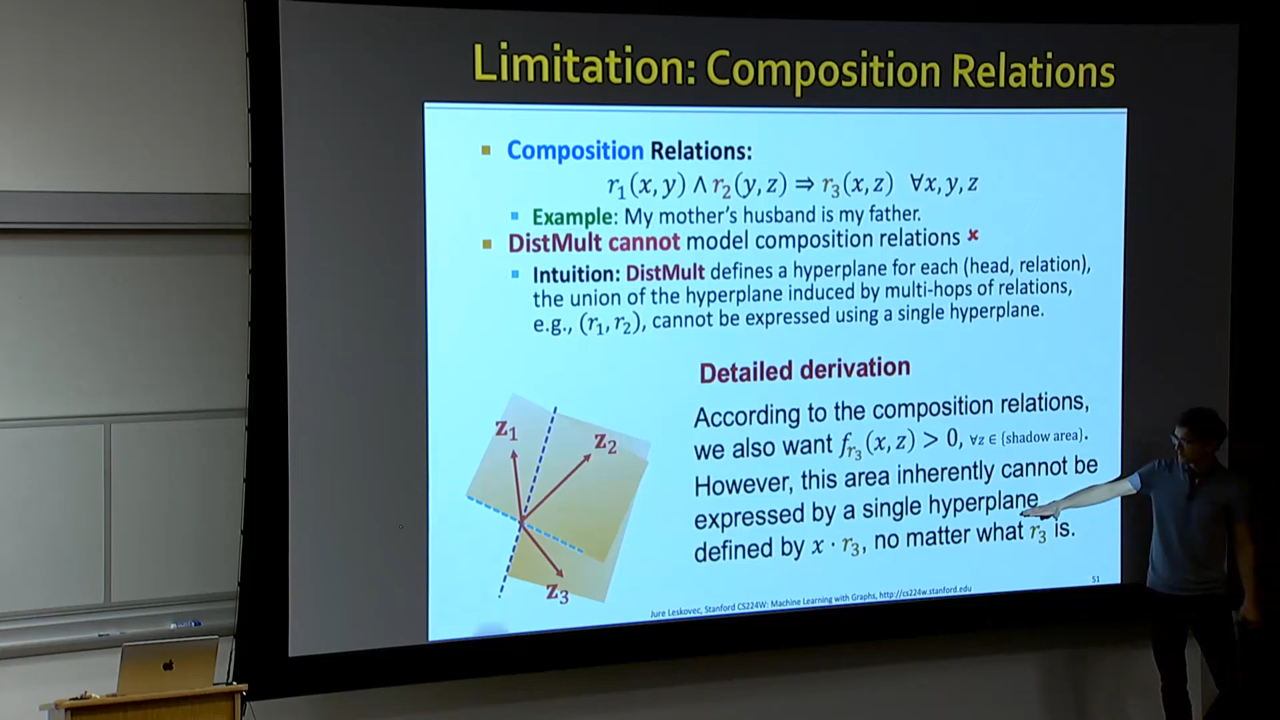 Limitation: Composition Relations
Composition Relations:
r₁(x, y) ∧ r₂(y, z) ⇒ r₃(x, z) ∀x, y, z
Example: My mother's husband is my father.
DistMult cannot model composition relations ✘
Intuition: DistMult defines a hyperplane for each (head, relation),
the union of the hyperplane induced by multi-hops of relations,
e.g., (r₁, r₂), cannot be expressed using a single hyperplane.
Detailed derivation
According to the composition relations,
we also want f_{r₃}(x, z) > 0, ∀z ∈ {shadow area}.
However, this area inherently cannot be
expressed by a single hyperplane
defined by x · r₃, no matter what r₃ is.
z₁
z₂
z₃
Jure Leskovec, Stanford CS224W: Machine Learning with Graphs, http://cs224w.stanford.edu
51